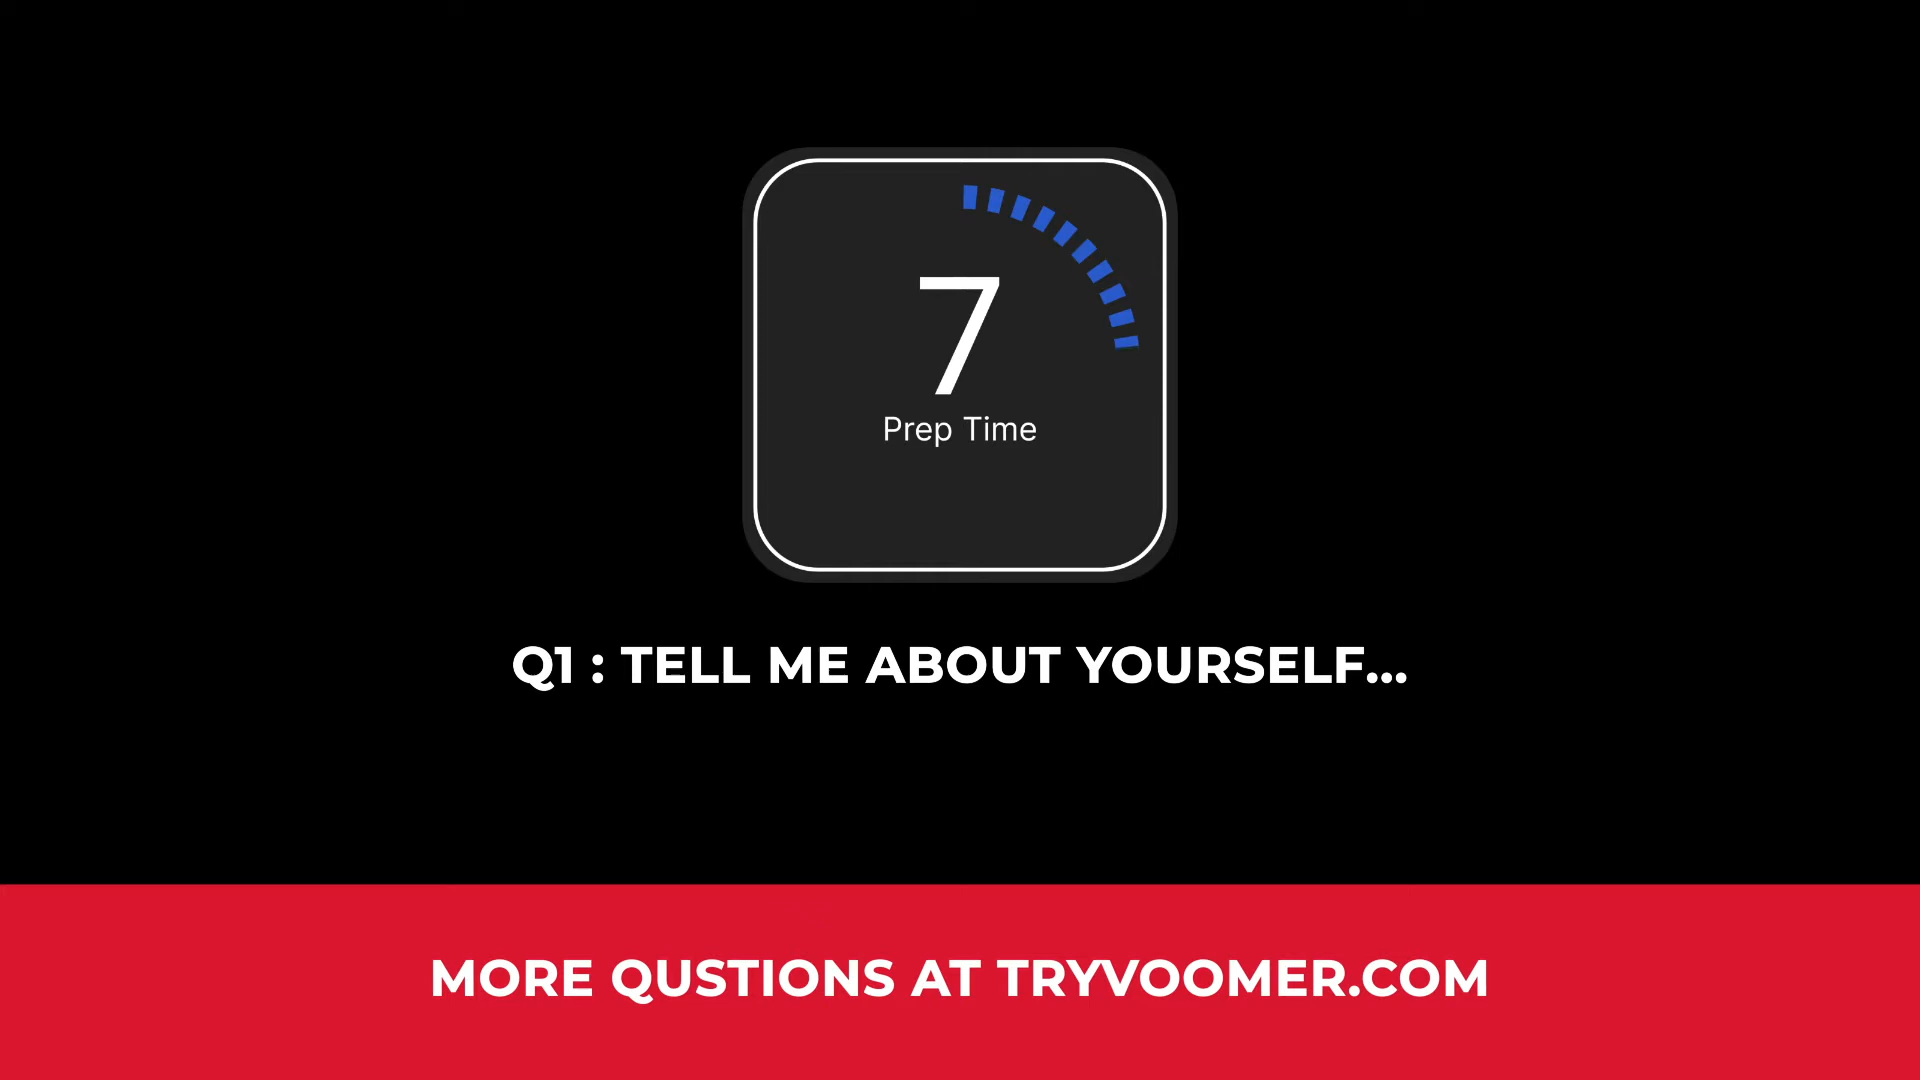 7
Prep Time
Q1 : TELL ME ABOUT YOURSELF...
MORE QUSTIONS AT TRYVOOMER.COM